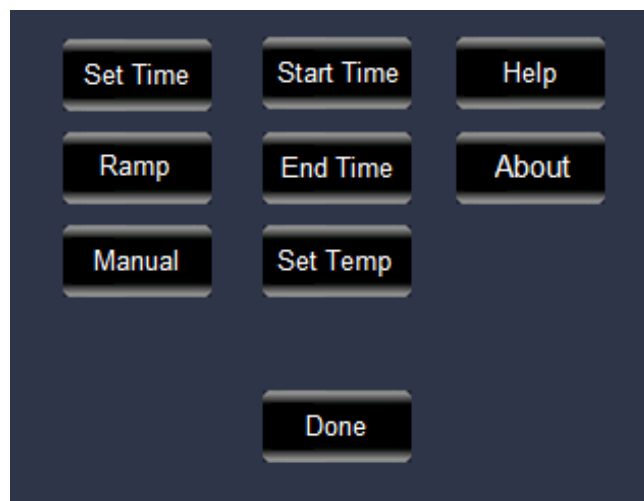 Set Time
Start Time
Help
Ramp
End Time
About
Manual
Set Temp
Done